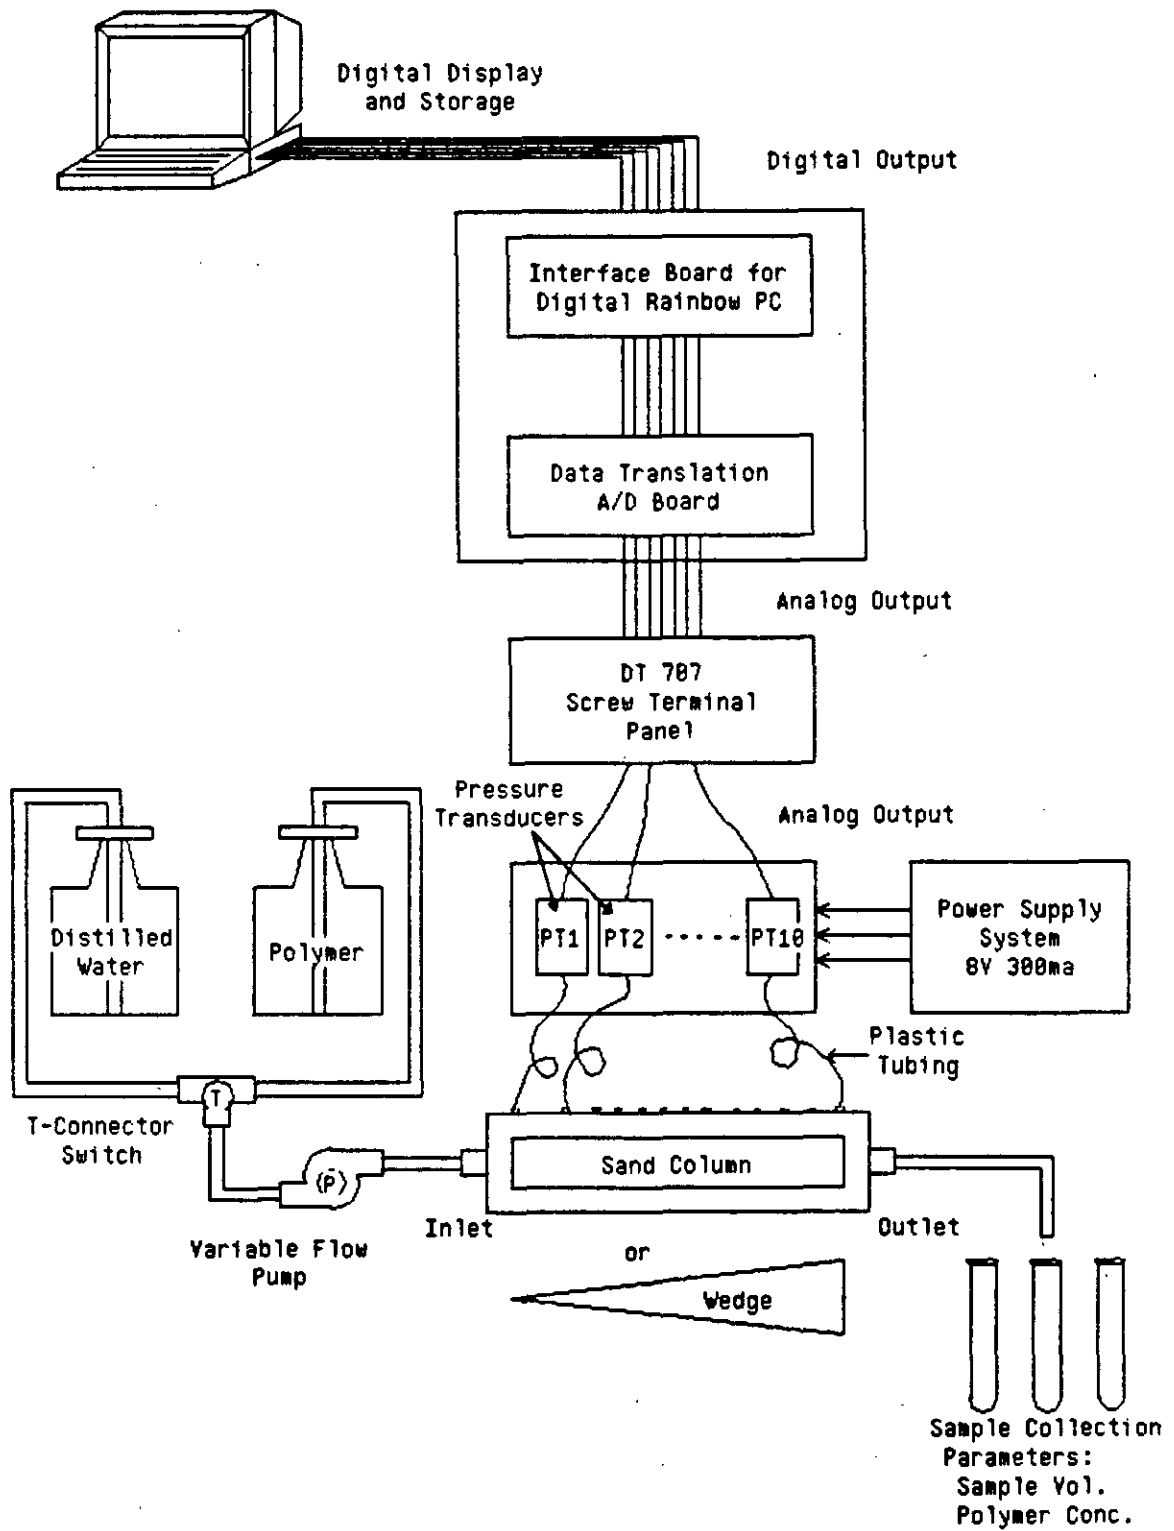 Digital Display
and Storage
Digital Output
Interface Board for
Digital Rainbow PC
Data Translation
A/D Board
Analog Output
DT 707
Screw Terminal
Panel
Pressure
Transducers
Analog Output
Distilled
Water
Polymer
PT1
PT2
PT10
Power Supply
System
8V 300ma
Plastic
Tubing
T
T-Connector
Switch
(P)
Sand Column
Inlet
Outlet
Variable Flow
Pump
or
Wedge
Sample Collection
Parameters:
Sample Vol.
Polymer Conc.